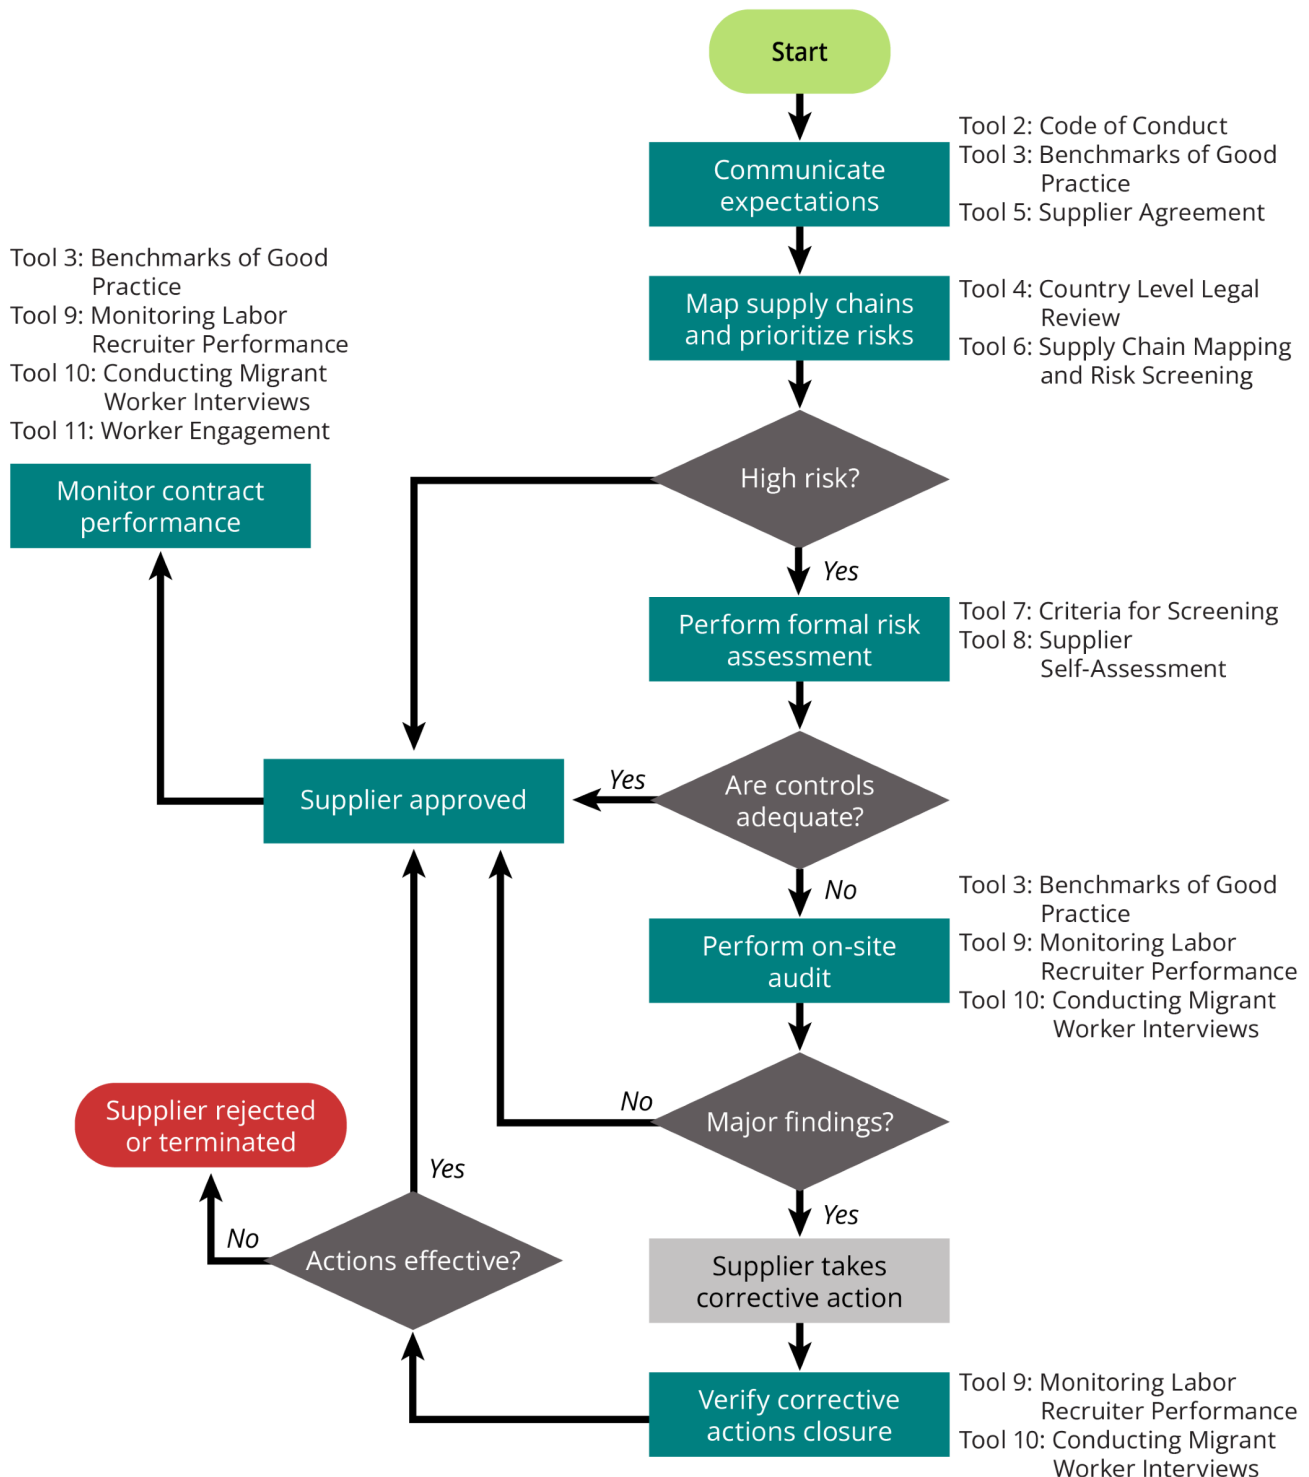 Start
Communicate
expectations
Tool 2: Code of Conduct
Tool 3: Benchmarks of Good
Practice
Tool 5: Supplier Agreement
Map supply chains
and prioritize risks
Tool 4: Country Level Legal
Review
Tool 6: Supply Chain Mapping
and Risk Screening
Tool 3: Benchmarks of Good
Practice
Tool 9: Monitoring Labor
Recruiter Performance
Tool 10: Conducting Migrant
Worker Interviews
Tool 11: Worker Engagement
Monitor contract
performance
High risk?
Yes
Perform formal risk
assessment
Tool 7: Criteria for Screening
Tool 8: Supplier
Self-Assessment
Are controls
adequate?
Yes
Supplier approved
No
Perform on-site
audit
Tool 3: Benchmarks of Good
Practice
Tool 9: Monitoring Labor
Recruiter Performance
Tool 10: Conducting Migrant
Worker Interviews
Major findings?
No
Yes
Supplier takes
corrective action
Verify corrective
actions closure
Tool 9: Monitoring Labor
Recruiter Performance
Tool 10: Conducting Migrant
Worker Interviews
Actions effective?
Yes
No
Supplier rejected
or terminated